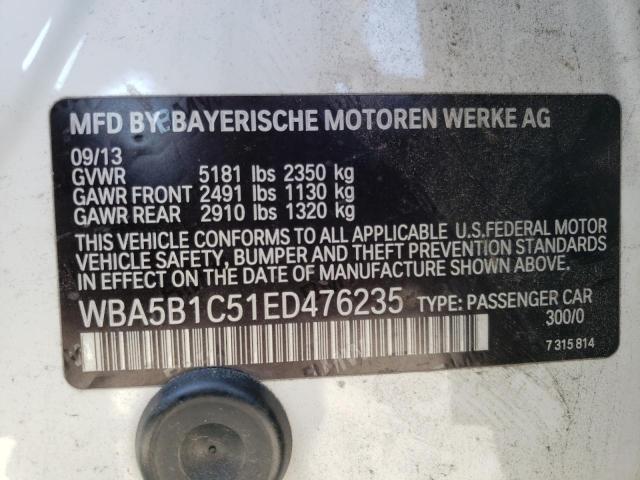 MFD BY: BAYERISCHE MOTOREN WERKE AG
09/13
GVWR 5181 lbs 2350 kg
GAWR FRONT 2491 lbs 1130 kg
GAWR REAR 2910 lbs 1320 kg
THIS VEHICLE CONFORMS TO ALL APPLICABLE U.S.FEDERAL MOTOR
VEHICLE SAFETY, BUMPER AND THEFT PREVENTION STANDARDS
IN EFFECT ON THE DATE OF MANUFACTURE SHOWN ABOVE.
WBA5B1C51ED476235 TYPE: PASSENGER CAR
300/0
7 315 814